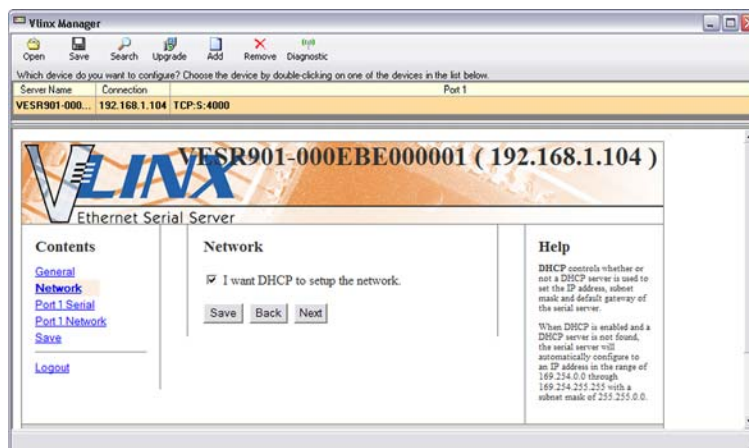 Vlinx Manager
Open Save Search Upgrade Add Remove Diagnostic
Which device do you want to configure? Choose the device by double-clicking on one of the devices in the list below.
Server Name Connection Port 1
VESR901-000... 192.168.1.104 TCP:S:4000
VLINX
VESR901-000EBE000001 ( 192.168.1.104 )
Ethernet Serial Server
Contents
General
Network
Port 1 Serial
Port 1 Network
Save
Logout
Network
I want DHCP to setup the network.
Save Back Next
Help
DHCP controls whether or
not a DHCP server is used to
set the IP address, subnet
mask and default gateway of
the serial server.
When DHCP is enabled and a
DHCP server is not found,
the serial server will
automatically configure to
an IP address in the range of
169.254.0.0 through
169.254.255.255 with a
subnet mask of 255.255.0.0.